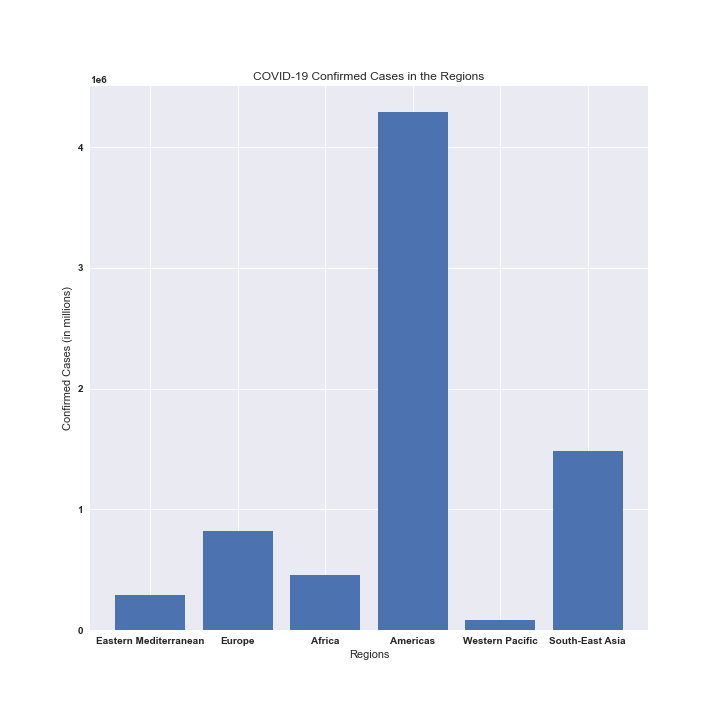 COVID-19 Confirmed Cases in the Regions
1e6
4
3
2
1
0
Confirmed Cases (in millions)
Eastern Mediterranean Europe Africa Americas Western Pacific South-East Asia
Regions